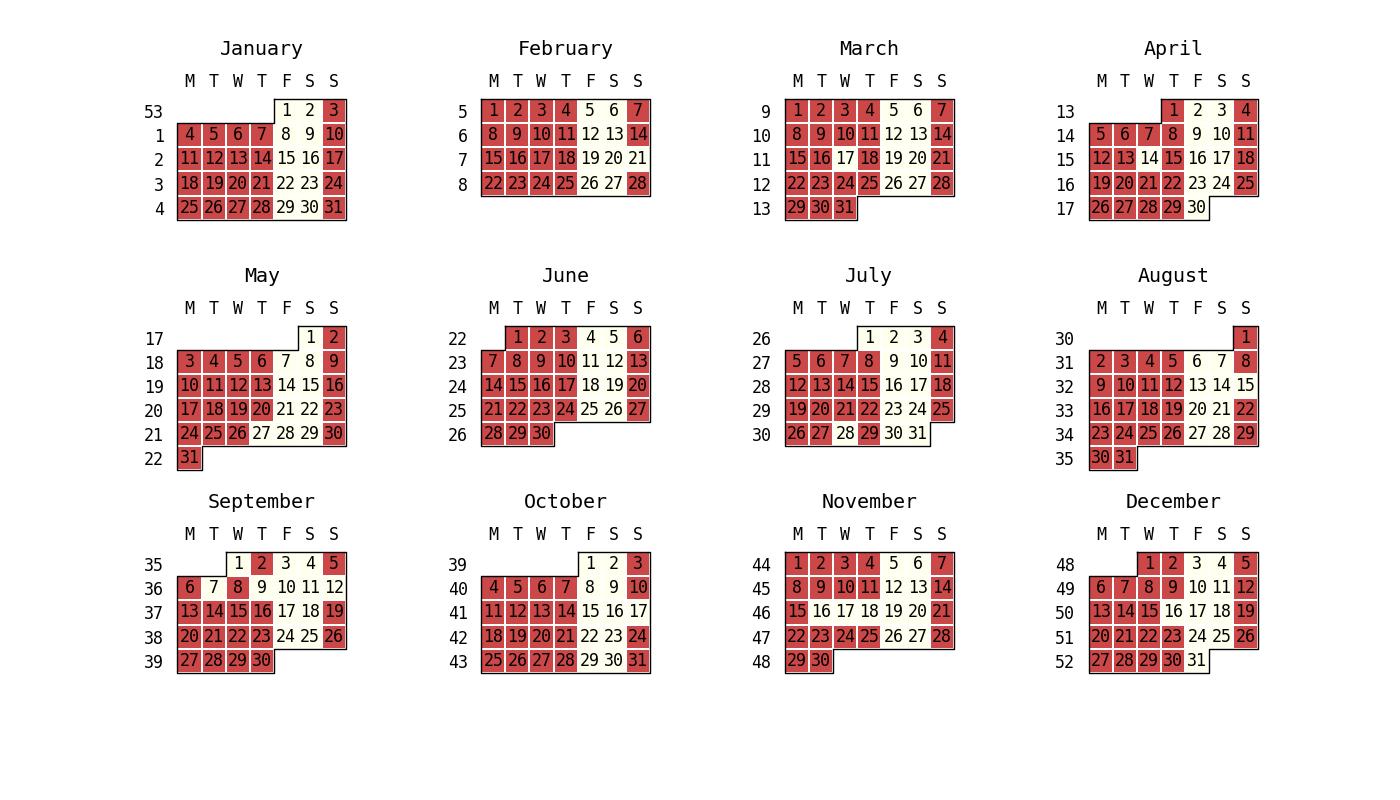 January February March April
M T W T F S S M T W T F S S M T W T F S S M T W T F S S
53 1 2 3 5 1 2 3 4 5 6 7 9 1 2 3 4 5 6 7 13 1 2 3 4
1 4 5 6 7 8 9 10 6 8 9 10 11 12 13 14 10 8 9 10 11 12 13 14 14 5 6 7 8 9 10 11
2 11 12 13 14 15 16 17 7 15 16 17 18 19 20 21 11 15 16 17 18 19 20 21 15 12 13 14 15 16 17 18
3 18 19 20 21 22 23 24 8 22 23 24 25 26 27 28 12 22 23 24 25 26 27 28 16 19 20 21 22 23 24 25
4 25 26 27 28 29 30 31 13 29 30 31 17 26 27 28 29 30
May June July August
M T W T F S S M T W T F S S M T W T F S S M T W T F S S
17 1 2 22 1 2 3 4 5 6 26 1 2 3 4 30 1
18 3 4 5 6 7 8 9 23 7 8 9 10 11 12 13 27 5 6 7 8 9 10 11 31 2 3 4 5 6 7 8
19 10 11 12 13 14 15 16 24 14 15 16 17 18 19 20 28 12 13 14 15 16 17 18 32 9 10 11 12 13 14 15
20 17 18 19 20 21 22 23 25 21 22 23 24 25 26 27 29 19 20 21 22 23 24 25 33 16 17 18 19 20 21 22
21 24 25 26 27 28 29 30 26 28 29 30 30 26 27 28 29 30 31 34 23 24 25 26 27 28 29
22 31 35 30 31
September October November December
M T W T F S S M T W T F S S M T W T F S S M T W T F S S
35 1 2 3 4 5 39 1 2 3 44 1 2 3 4 5 6 7 48 1 2 3 4 5
36 6 7 8 9 10 11 12 40 4 5 6 7 8 9 10 45 8 9 10 11 12 13 14 49 6 7 8 9 10 11 12
37 13 14 15 16 17 18 19 41 11 12 13 14 15 16 17 46 15 16 17 18 19 20 21 50 13 14 15 16 17 18 19
38 20 21 22 23 24 25 26 42 18 19 20 21 22 23 24 47 22 23 24 25 26 27 28 51 20 21 22 23 24 25 26
39 27 28 29 30 43 25 26 27 28 29 30 31 48 29 30 52 27 28 29 30 31